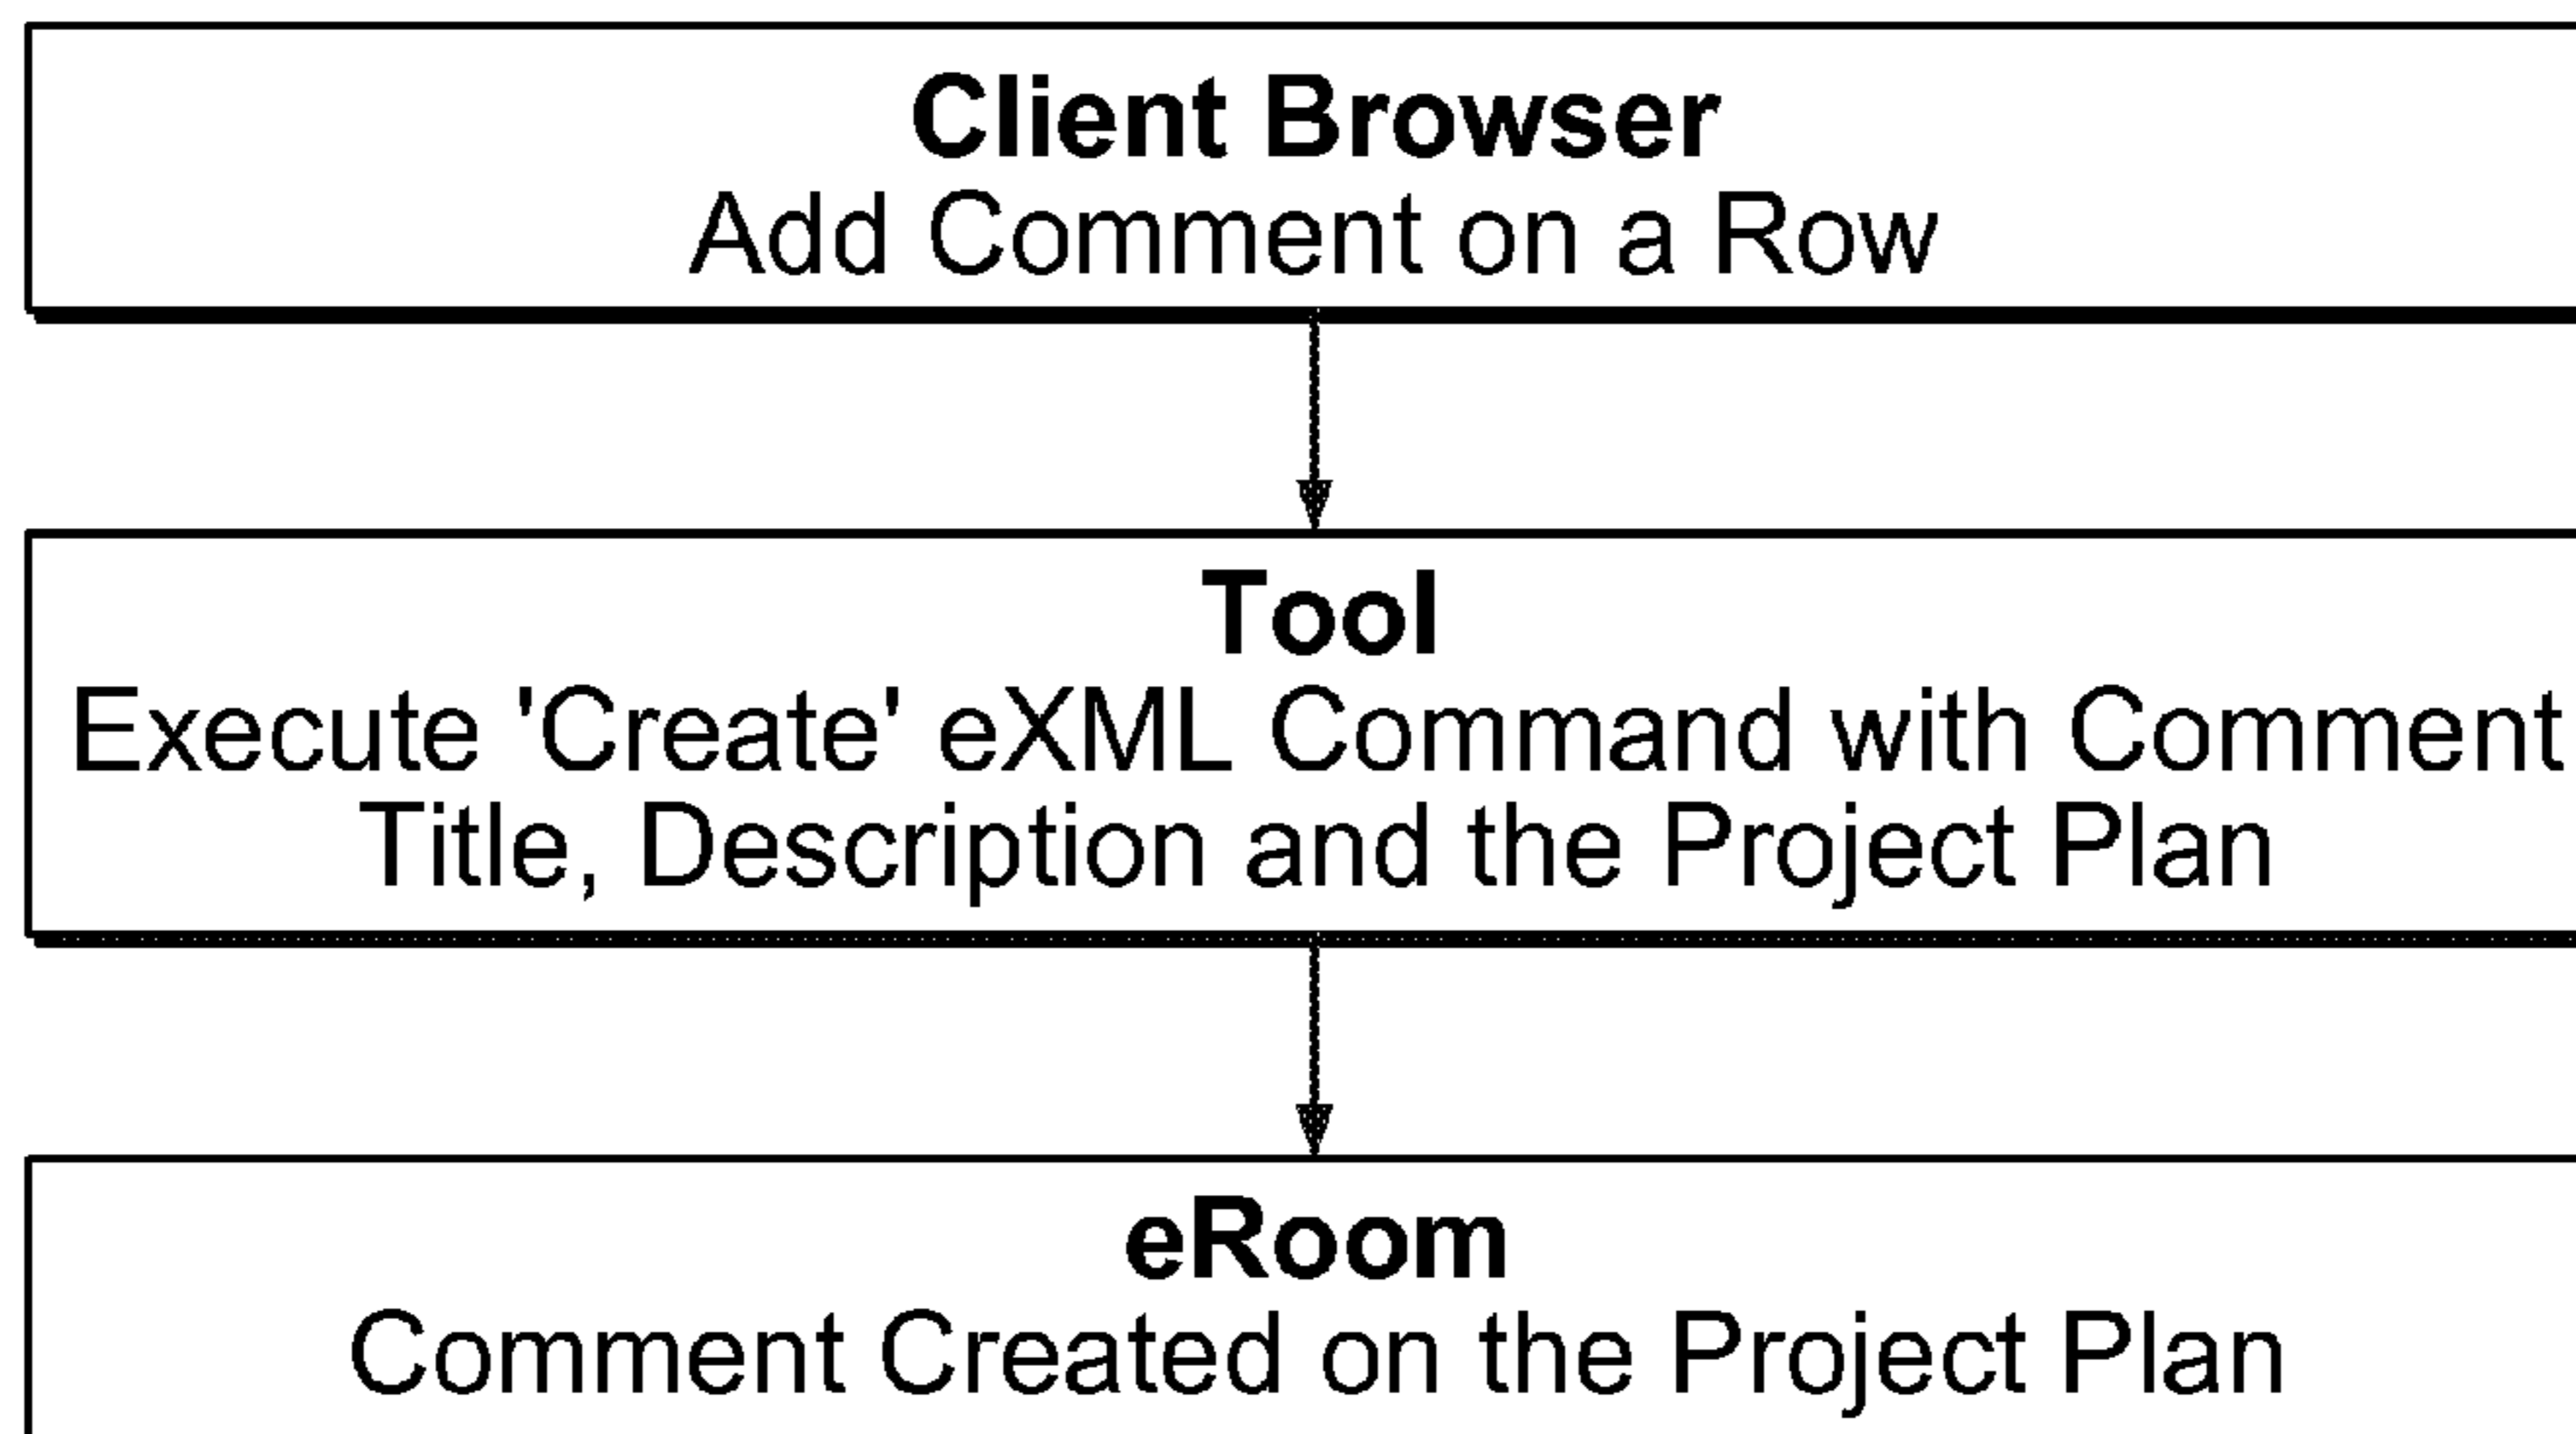 Client Browser
Add Comment on a Row
Tool
Execute 'Create' eXML Command with Comment
Title, Description and the Project Plan
eRoom
Comment Created on the Project Plan